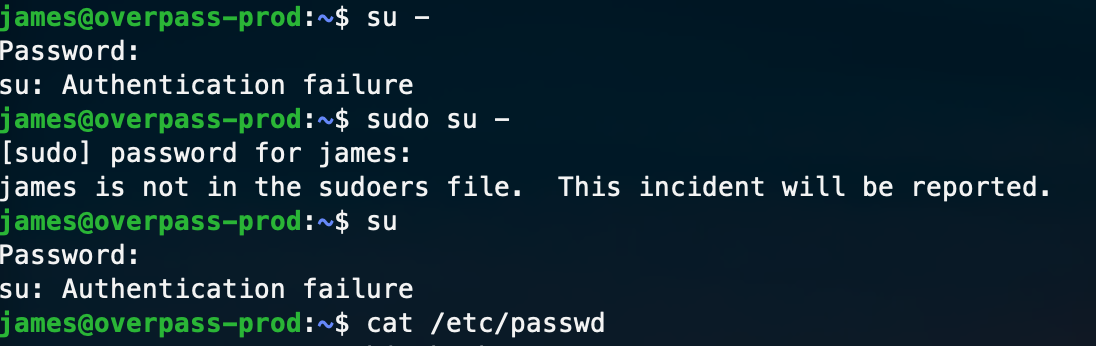 james@overpass-prod:~$ su -
Password:
su: Authentication failure
james@overpass-prod:~$ sudo su -
[sudo] password for james:
james is not in the sudoers file.  This incident will be reported.
james@overpass-prod:~$ su
Password:
su: Authentication failure
james@overpass-prod:~$ cat /etc/passwd